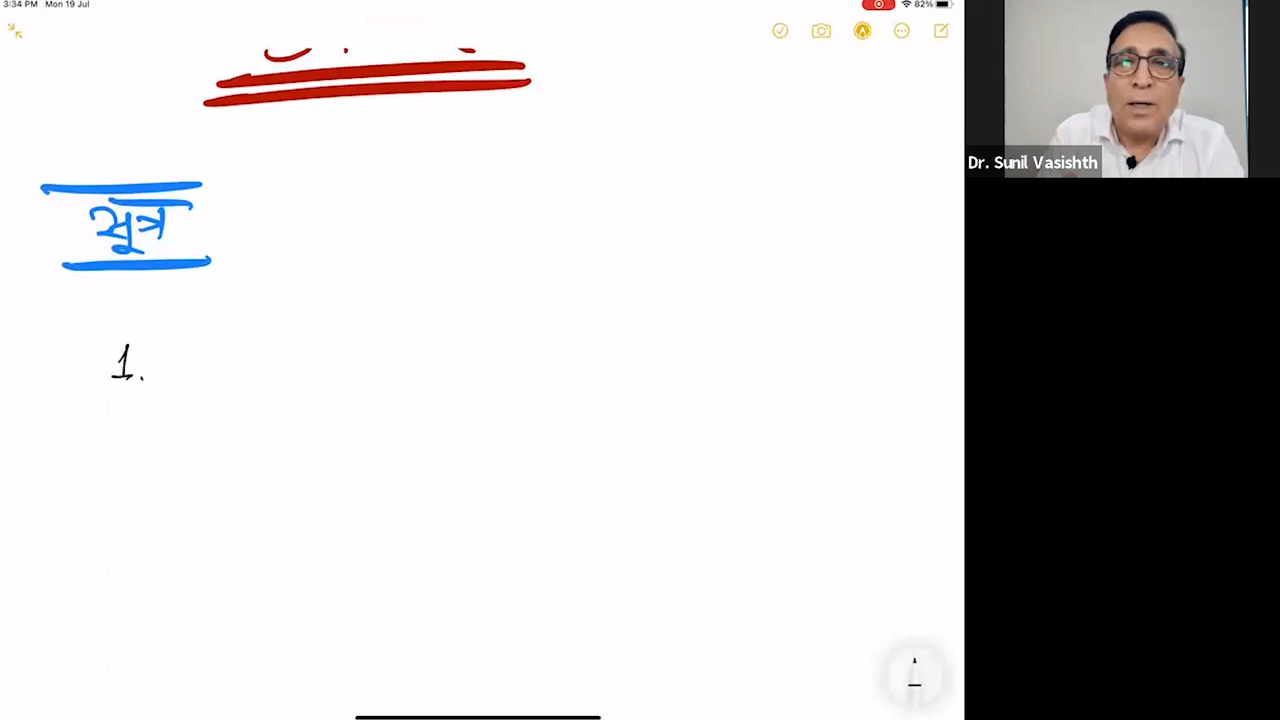 3:34 PM Mon 19 Jul 82%
Dr. Sunil Vasishth
सूत्र
1.